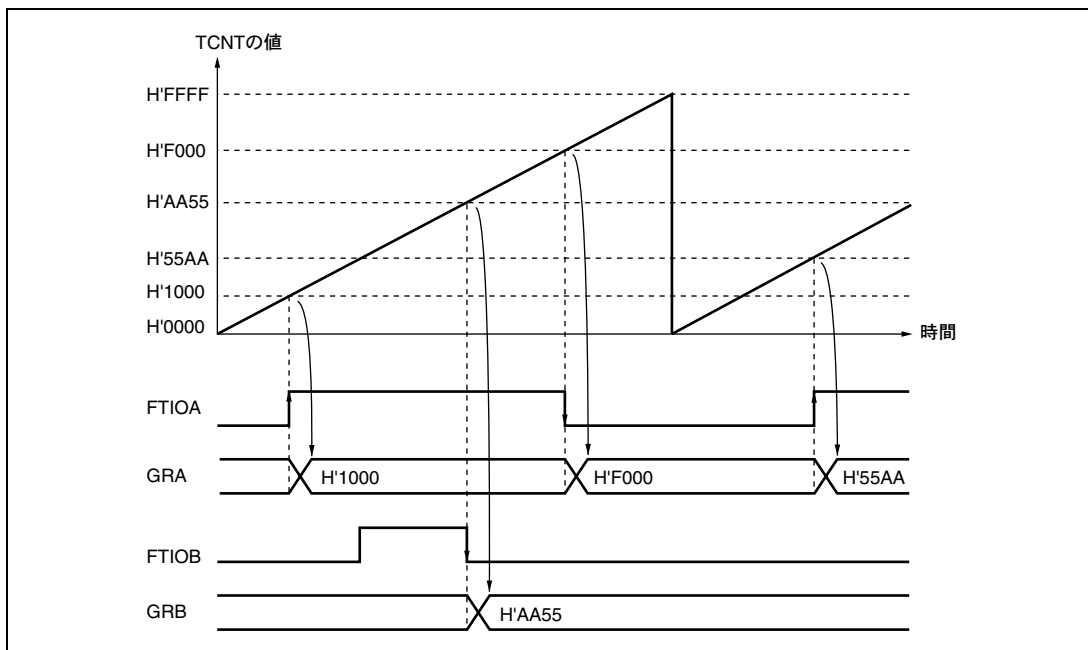 TCNTの値
H'FFFF
H'F000
H'AA55
H'55AA
H'1000
H'0000
時間
FTIOA
GRA
H'1000
H'F000
H'55AA
FTIOB
GRB
H'AA55